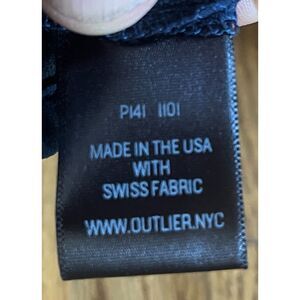 P141 1101
MADE IN THE USA
WITH
SWISS FABRIC
WWW.OUTLIER.NYC